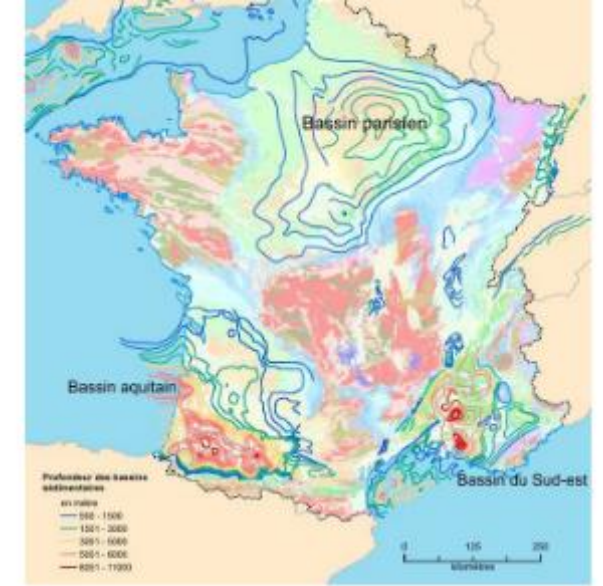 Bassin parisien
Bassin aquitain
Bassin du Sud-est
Profondeur des bassins
sédimentaires
en mètre
500 - 1500
1501 - 3000
3001 - 5000
5001 - 6000
6001 - 11000
0 125 250
kilomètres